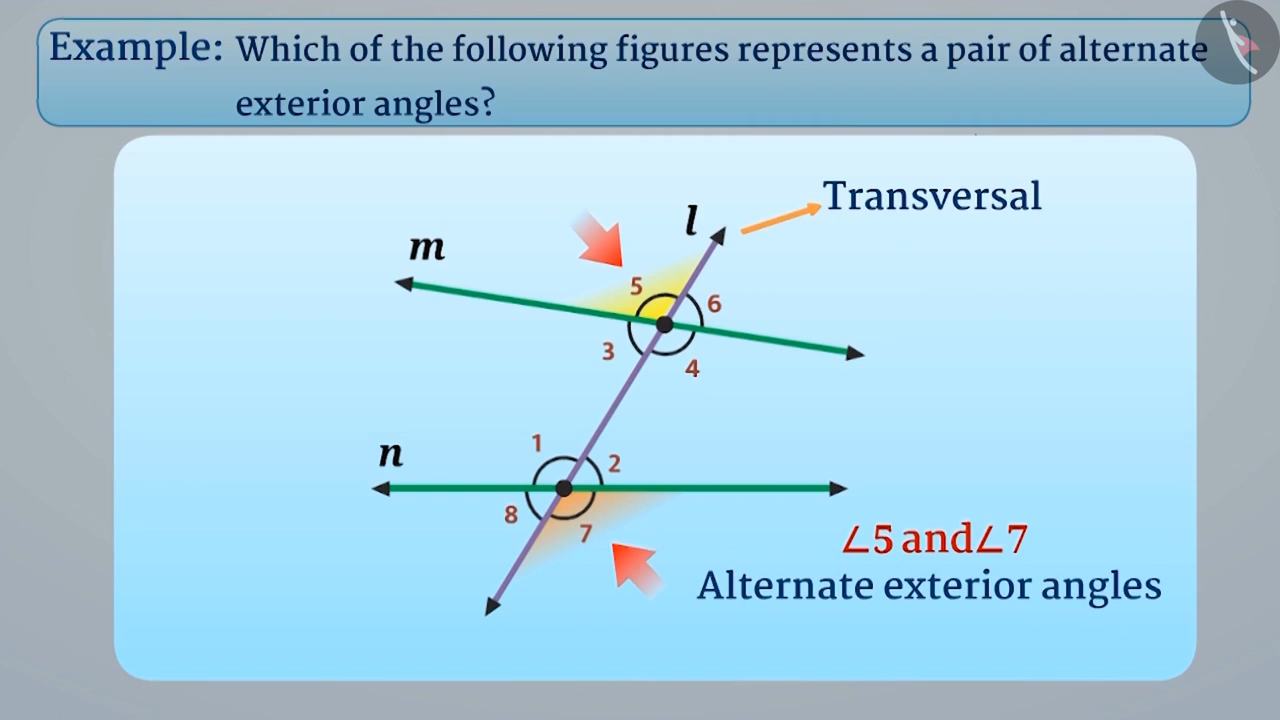 Example: Which of the following figures represents a pair of alternate
exterior angles?
Transversal
l
m
5
6
3
4
n
1
2
8
7
∠5 and∠7
Alternate exterior angles